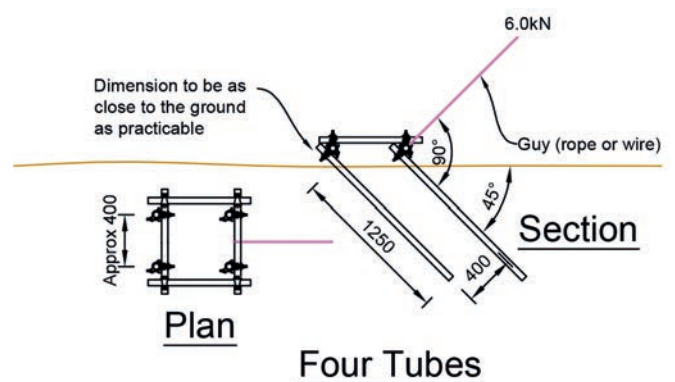 6.0kN
Dimension to be as
close to the ground
as practicable
Guy (rope or wire)
90°
45°
1250
400
Section
Approx 400
Plan
Four Tubes